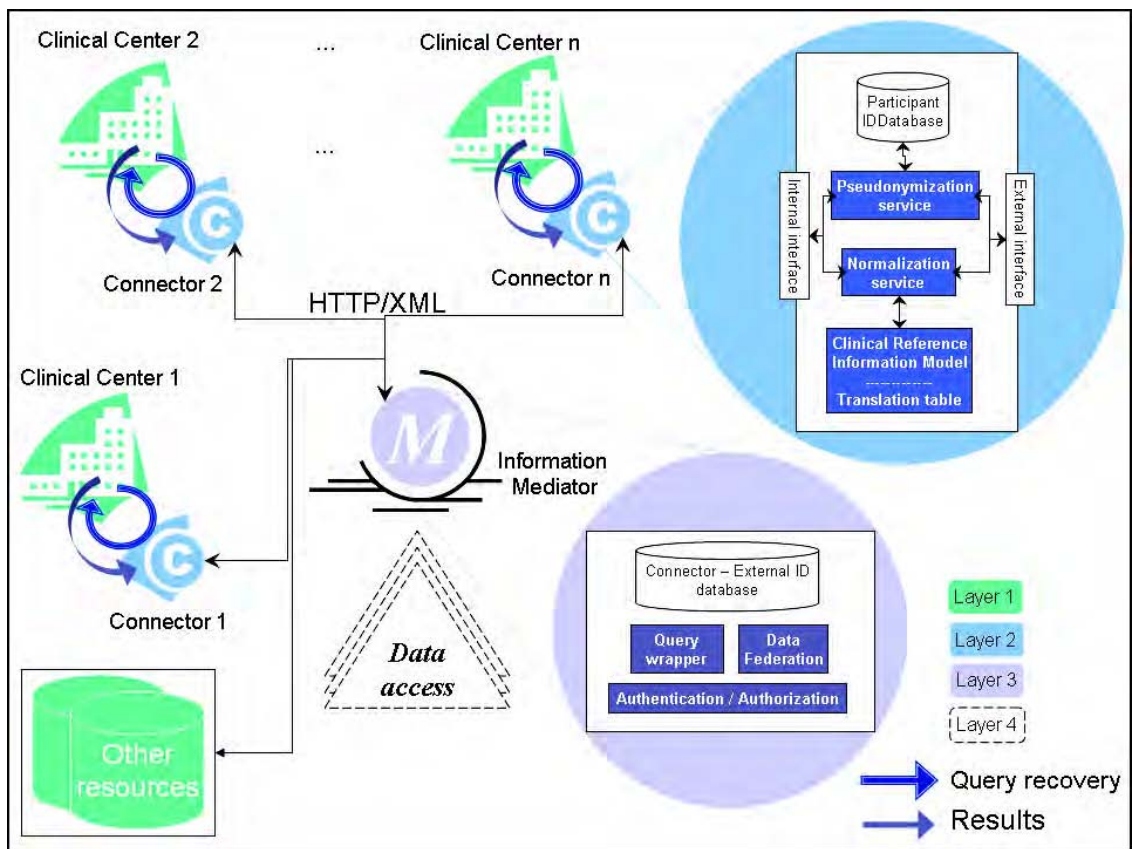 Clinical Center 2
...
Clinical Center n
...
C
C
Connector 2
Connector n
HTTP/XML
Participant
IDDatabase
Internal interface
External interface
Pseudonymization
service
Normalization
service
Clinical Reference
Information Model
--------------
Translation table
Clinical Center 1
M
Information
Mediator
C
Connector 1
Data
access
Connector – External ID
database
Query
wrapper
Data
Federation
Authentication / Authorization
Other
resources
Layer 1
Layer 2
Layer 3
Layer 4
Query recovery
Results